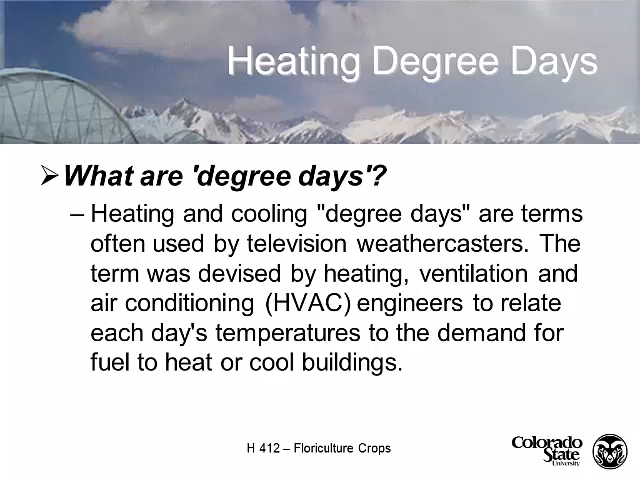 Heating Degree Days
What are 'degree days'?
– Heating and cooling "degree days" are terms
often used by television weathercasters. The
term was devised by heating, ventilation and
air conditioning (HVAC) engineers to relate
each day's temperatures to the demand for
fuel to heat or cool buildings.
H 412 – Floriculture Crops
Colorado
State
University